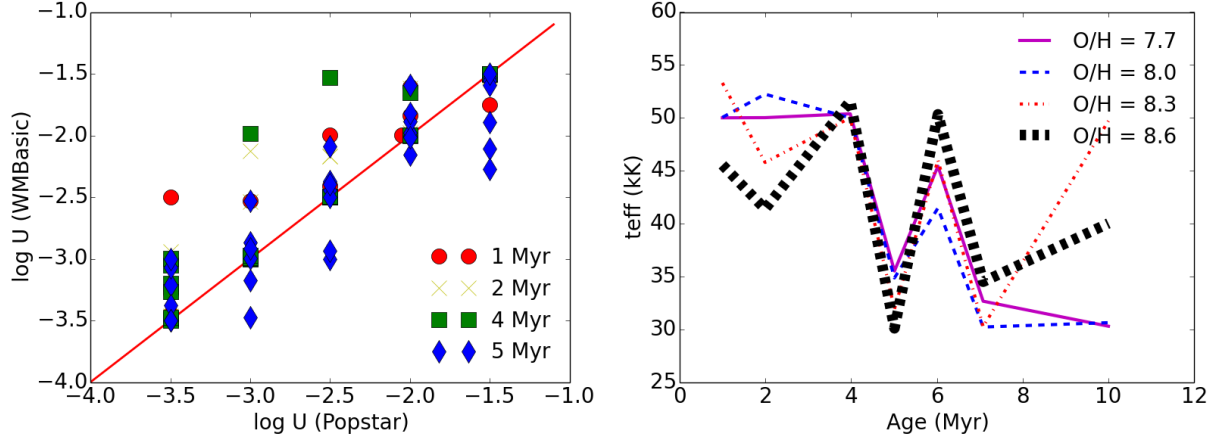 −1.0
−1.5
−2.0
−2.5
−3.0
−3.5
−4.0
log U (WMBasic)
1 Myr
2 Myr
4 Myr
5 Myr
−4.0 −3.5 −3.0 −2.5 −2.0 −1.5 −1.0
log U (Popstar)
60
55
50
45
40
35
30
25
teff (kK)
O/H = 7.7
O/H = 8.0
O/H = 8.3
O/H = 8.6
0 2 4 6 8 10 12
Age (Myr)